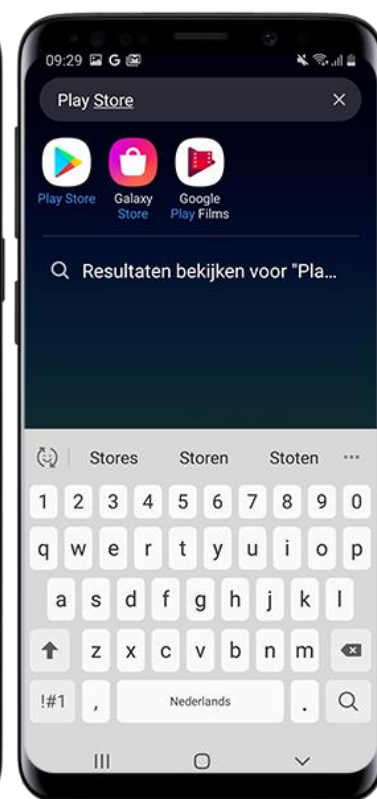 09:29 G
Play Store
Play Store Galaxy Store Google Play Films
Resultaten bekijken voor "Pla...
Stores Storen Stoten ...
1 2 3 4 5 6 7 8 9 0
q w e r t y u i o p
a s d f g h j k l
z x c v b n m
!#1 , Nederlands .